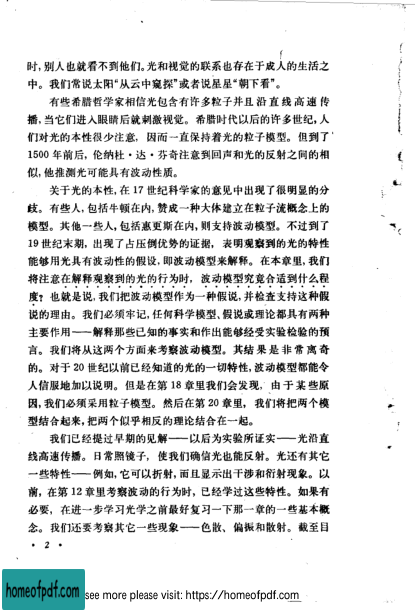 时，别人也就看不到他们。光和视觉的联系也存在于成人的生活之
中。我们常说太阳“从云中窥探”或者说星星“朝下看”。
有些希腊哲学家相信光包含有许多粒子并且沿直线高速传
播，当它们进入眼睛后就刺激视觉。希腊时代以后的许多世纪，人
们对光的本性很少注意，因而一直保持着光的粒子模型。但到了
1500年前后，伦纳杜·达·芬奇注意到回声和光的反射之间的相
似，他推测光可能具有波动性质。
关于光的本性，在17世纪科学家的意见中出现了很明显的分
歧。有些人，包括牛顿在内，赞成一种大体建立在粒子流概念上的
模型。其他一些人，包括惠更斯在内，则支持波动模型。不过到了
19世纪末期，出现了占压倒优势的证据，表明观察到的光的特性
能够用光具有波动性的假设，即波动模型来解释。在本章里，我们
将注意在解释观察到的光的行为时，波动模型究竟合适到什么程
度？也就是说，我们把波动模型作为一种假说，并检查支持这种假
说的理由。我们必须牢记，任何科学模型、假说或理论都具有两种
主要作用——解释那些已知的事实和作出能够经受实验检验的预
言。我们将从这两个方面来考察波动模型。其结果是非常离奇
的。对于20世纪以前已经知道的光的一切特性，波动模型都能令
人信服地加以说明。但是在第18章里我们会发现，由于某些原
因，我们必须采用粒子模型。然后在第20章里，我们将把两个模
型结合起来，把两个似乎相反的理论结合在一起。
我们已经提过早期的见解——以后为实验所证实——光沿直
线高速传播。日常照镜子，使我们确信光也能反射。光还有其它
一些特性——例如，它可以折射，而且显示出干涉和衍射现象。以
前，在第12章里考察波动的行为时，已经学过这些特性。如果有
必要，在进一步学习光学之前最好复习一下那一章的一些基本概
念。我们还要考察其它一些现象——色散、偏振和散射。截至目
· 2 ·
homeofpdf.com
see more please visit: https://homeofpdf.com